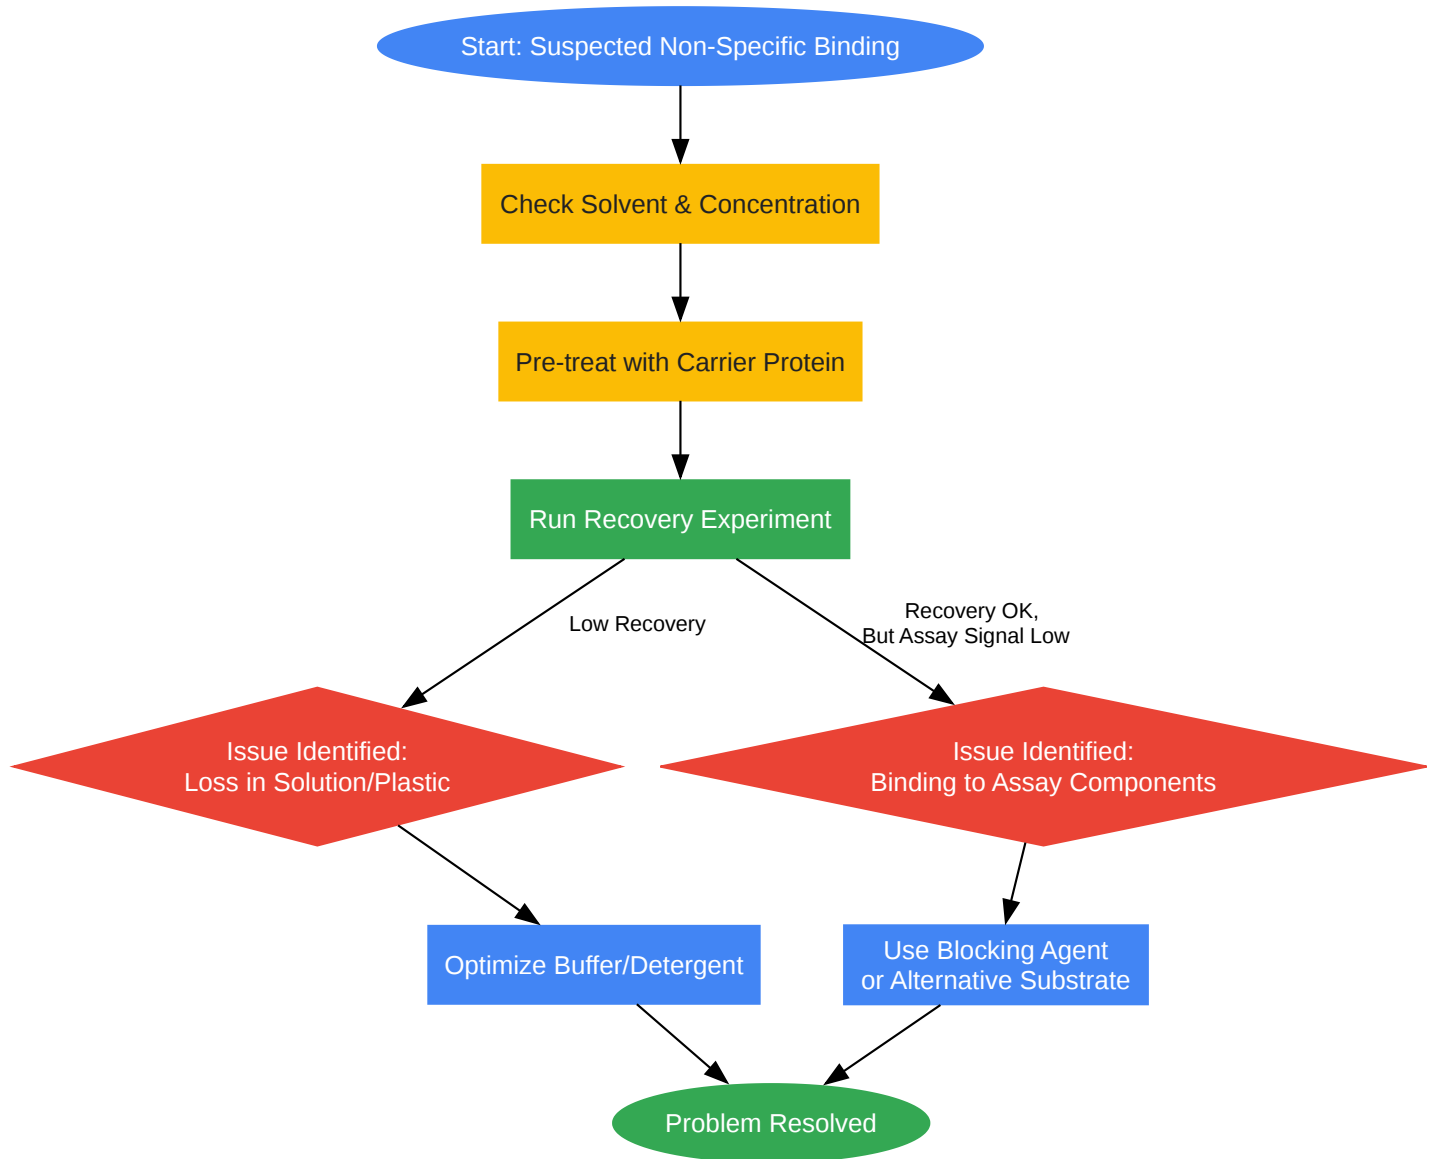 Start: Suspected Non-Specific Binding
Check Solvent & Concentration
Pre-treat with Carrier Protein
Run Recovery Experiment
Low Recovery
Recovery OK,
But Assay Signal Low
Issue Identified:
Loss in Solution/Plastic
Issue Identified:
Binding to Assay Components
Optimize Buffer/Detergent
Use Blocking Agent
or Alternative Substrate
Problem Resolved